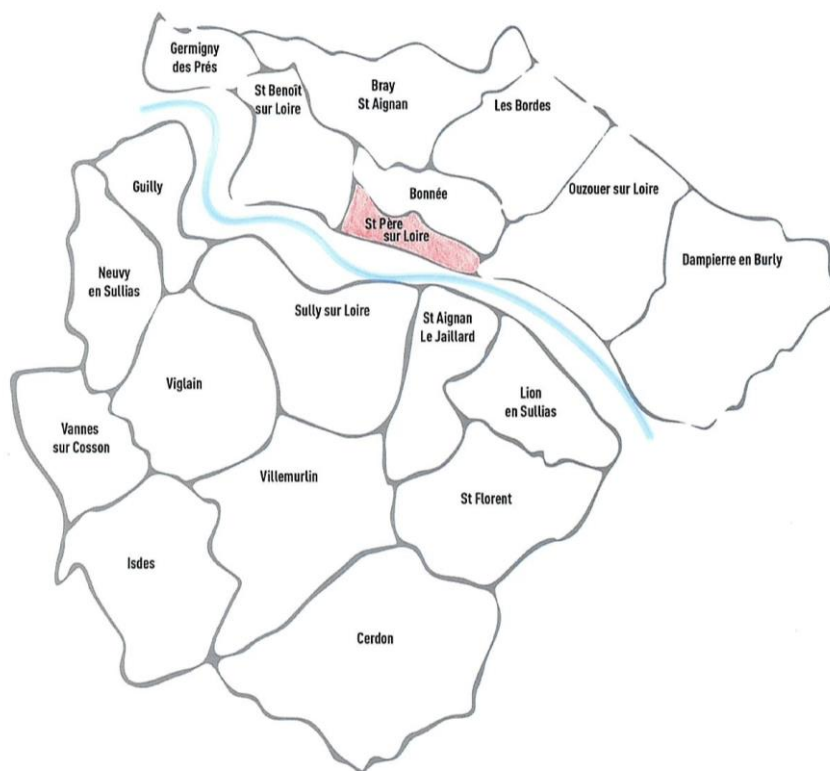 Germigny
des Prés
St Benoît
sur Loire
Bray
St Aignan
Les Bordes
Guilly
Bonnée
Ouzouer sur Loire
St Père
sur Loire
Neuvy
en Sullias
Dampierre en Burly
Sully sur Loire
St Aignan
Le Jaillard
Viglain
Lion
en Sullias
Vannes
sur Cosson
Villemurlin
St Florent
Isdes
Cerdon